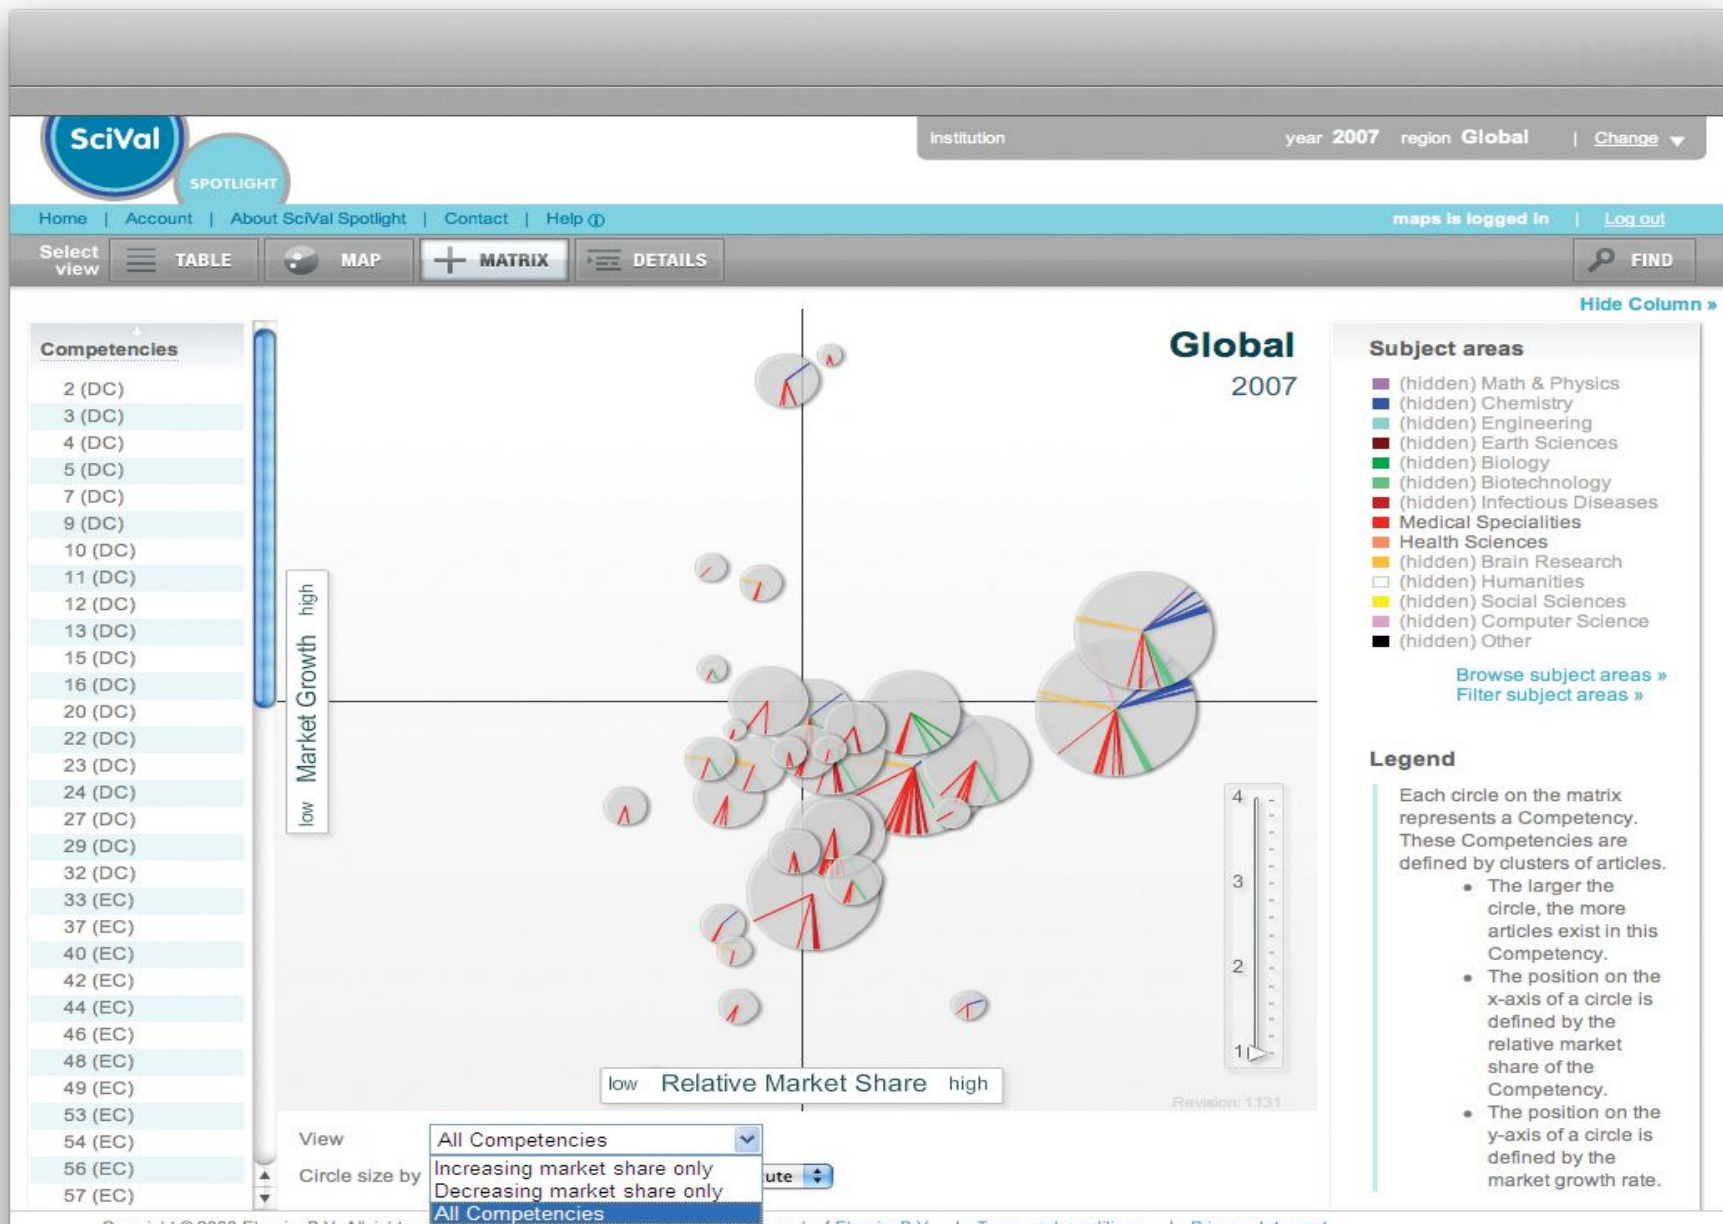 SciVal
SPOTLIGHT
institution
year 2007 region Global | Change
Home | Account | About SciVal Spotlight | Contact | Help
maps is logged in | Log out
Select view
TABLE
MAP
MATRIX
DETAILS
FIND
Hide Column »
Competencies
2 (DC)
3 (DC)
4 (DC)
5 (DC)
7 (DC)
9 (DC)
10 (DC)
11 (DC)
12 (DC)
13 (DC)
15 (DC)
16 (DC)
20 (DC)
22 (DC)
23 (DC)
24 (DC)
27 (DC)
29 (DC)
32 (DC)
33 (EC)
37 (EC)
40 (EC)
42 (EC)
44 (EC)
46 (EC)
48 (EC)
49 (EC)
53 (EC)
54 (EC)
56 (EC)
57 (EC)
Global
2007
low Market Growth high
low Relative Market Share high
4
3
2
1
Revision: 1131
View
All Competencies
Increasing market share only
Decreasing market share only
All Competencies
Circle size by
Subject areas
(hidden) Math & Physics
(hidden) Chemistry
(hidden) Engineering
(hidden) Earth Sciences
(hidden) Biology
(hidden) Biotechnology
(hidden) Infectious Diseases
Medical Specialities
Health Sciences
(hidden) Brain Research
(hidden) Humanities
(hidden) Social Sciences
(hidden) Computer Science
(hidden) Other
Browse subject areas »
Filter subject areas »
Legend
Each circle on the matrix
represents a Competency.
These Competencies are
defined by clusters of articles.
• The larger the
circle, the more
articles exist in this
Competency.
• The position on the
x-axis of a circle is
defined by the
relative market
share of the
Competency.
• The position on the
y-axis of a circle is
defined by the
market growth rate.